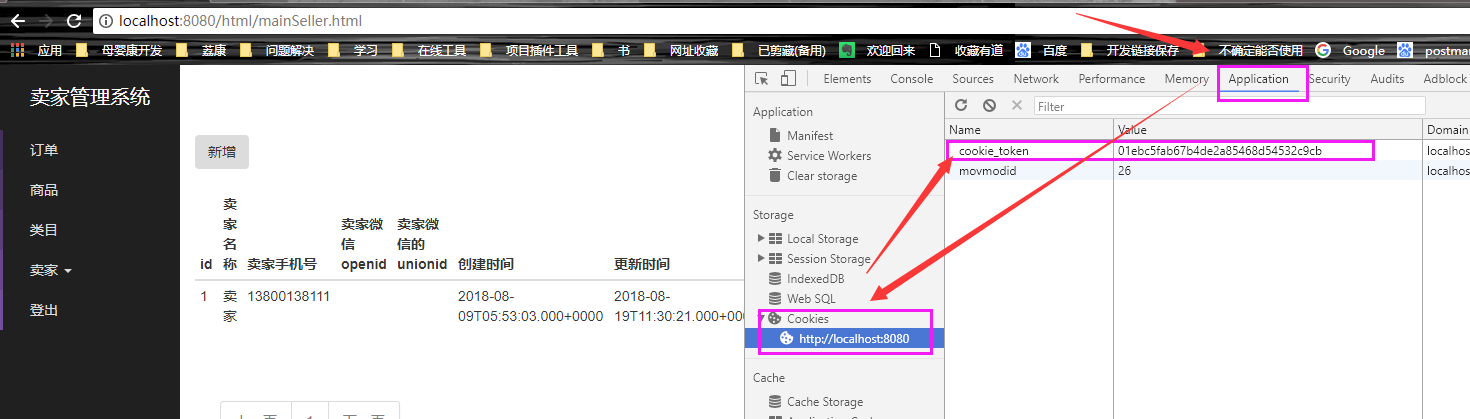 localhost:8080/html/mainSeller.html
应用 母婴康开发 荔康 问题解决 学习 在线工具 项目插件工具 书 网址收藏 已剪藏(备用) 欢迎回来 收藏有道 百度 开发链接保存 不确定能否使用 Google postma
卖家管理系统
订单
商品
类目
卖家
登出
新增
id 卖家名称 卖家手机号 卖家微信openid 卖家微信的unionid 创建时间 更新时间
1 卖家 13800138111 2018-08-09T05:53:03.000+0000 2018-08-19T11:30:21.000+000
上一页 1 下一页
Elements Console Sources Network Performance Memory Application Security Audits Adblock
Application
Manifest
Service Workers
Clear storage
Storage
Local Storage
Session Storage
IndexedDB
Web SQL
Cookies
http://localhost:8080
Cache
Cache Storage
Filter
Name Value Domain
cookie_token 01ebc5fab67b4de2a85468d54532c9cb localhos
movmodid 26 localhos